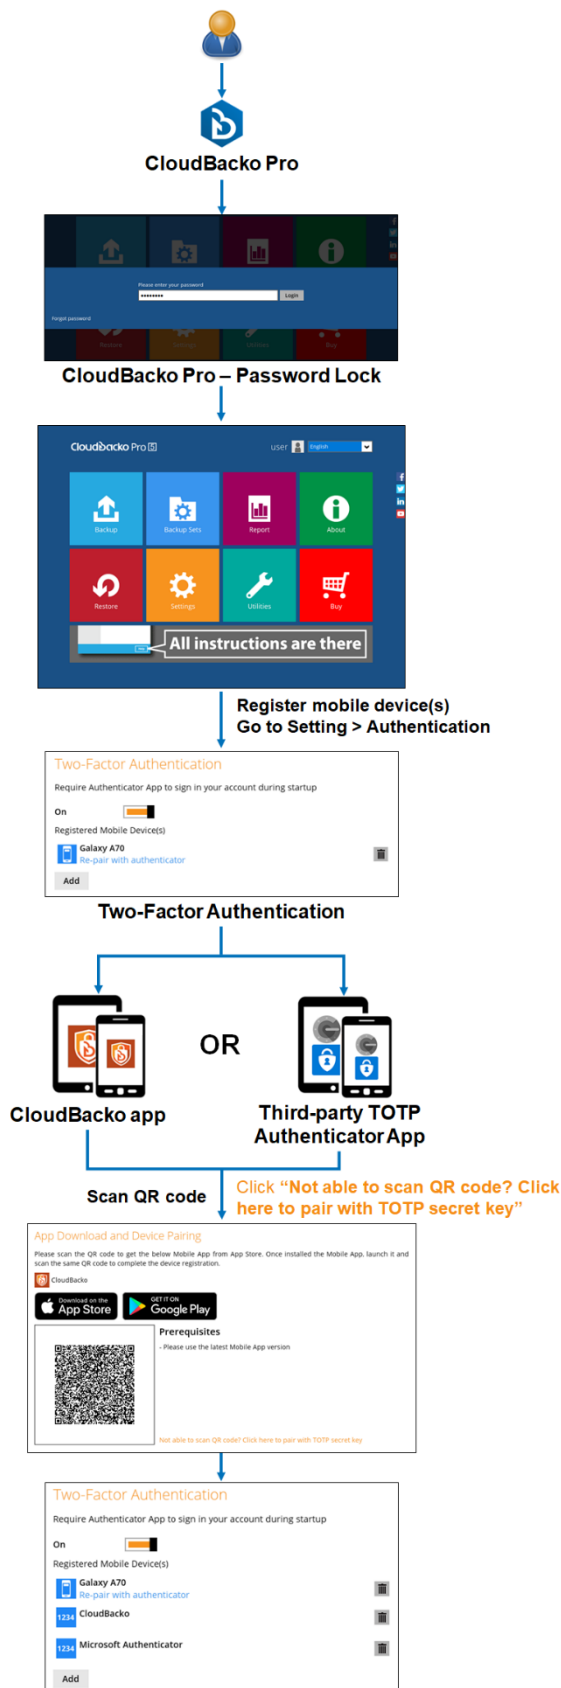 CloudBacko Pro
Please enter your password
********
Login
Forgot password
Restore
Settings
Utilities
Buy
CloudBacko Pro – Password Lock
CloudBacko Pro 5
user
English
Backup
Backup Sets
Report
About
Restore
Settings
Utilities
Buy
All instructions are there
Register mobile device(s)
Go to Setting > Authentication
Two-Factor Authentication
Require Authenticator App to sign in your account during startup
On
Registered Mobile Device(s)
Galaxy A70
Re-pair with authenticator
Add
Two-Factor Authentication
OR
CloudBacko app
Third-party TOTP
Authenticator App
Scan QR code
Click “Not able to scan QR code? Click
here to pair with TOTP secret key”
App Download and Device Pairing
Please scan the QR code to get the below Mobile App from App Store. Once installed the Mobile App, launch it and
scan the same QR code to complete the device registration.
CloudBacko
Download on the
App Store
GET IT ON
Google Play
Prerequisites
- Please use the latest Mobile App version
Not able to scan QR code? Click here to pair with TOTP secret key
Two-Factor Authentication
Require Authenticator App to sign in your account during startup
On
Registered Mobile Device(s)
Galaxy A70
Re-pair with authenticator
1234
CloudBacko
1234
Microsoft Authenticator
Add